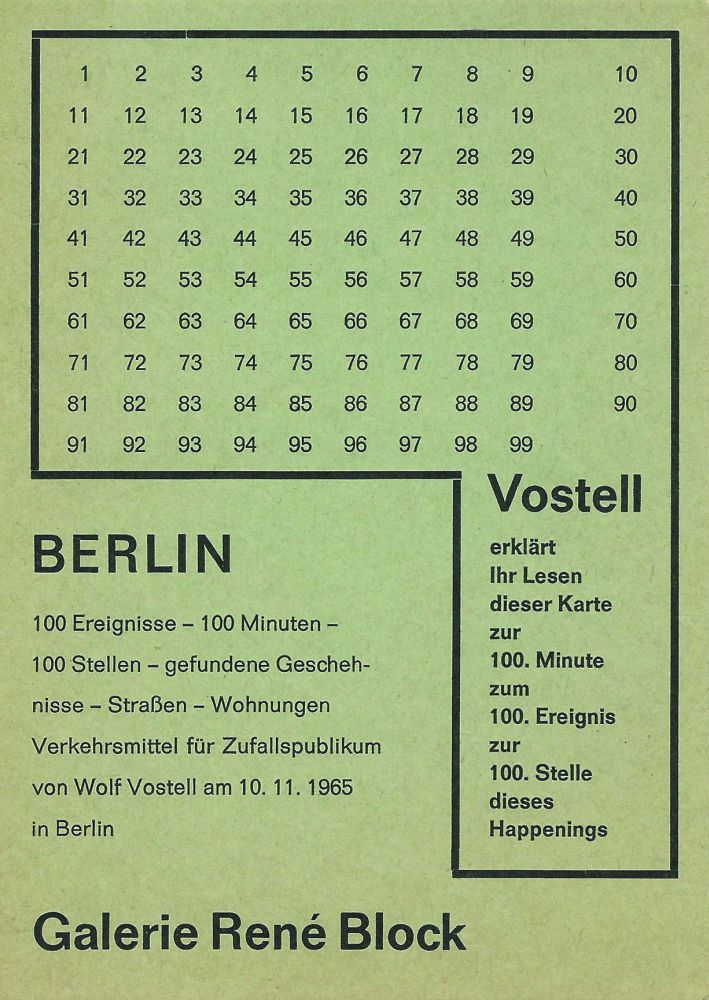 1 2 3 4 5 6 7 8 9 10
11 12 13 14 15 16 17 18 19 20
21 22 23 24 25 26 27 28 29 30
31 32 33 34 35 36 37 38 39 40
41 42 43 44 45 46 47 48 49 50
51 52 53 54 55 56 57 58 59 60
61 62 63 64 65 66 67 68 69 70
71 72 73 74 75 76 77 78 79 80
81 82 83 84 85 86 87 88 89 90
91 92 93 94 95 96 97 98 99
Vostell
erklärt
Ihr Lesen
dieser Karte
zur
100. Minute
zum
100. Ereignis
zur
100. Stelle
dieses
Happenings
BERLIN
100 Ereignisse – 100 Minuten –
100 Stellen – gefundene Gescheh-
nisse – Straßen – Wohnungen
Verkehrsmittel für Zufallspublikum
von Wolf Vostell am 10. 11. 1965
in Berlin
Galerie René Block